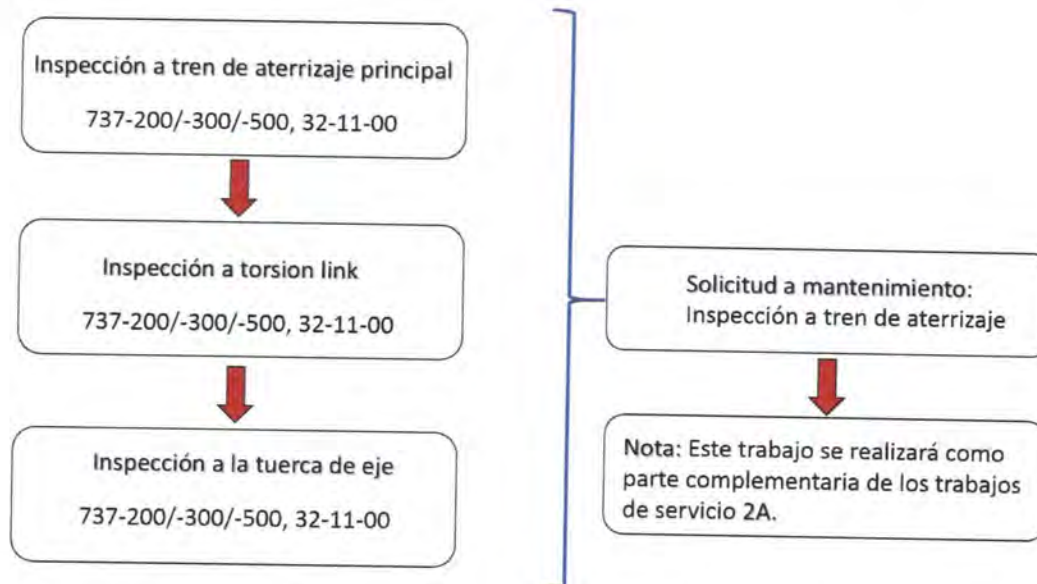 Inspección a tren de aterrizaje principal
737-200/-300/-500, 32-11-00
Inspección a torsion link
737-200/-300/-500, 32-11-00
Inspección a la tuerca de eje
737-200/-300/-500, 32-11-00
Solicitud a mantenimiento:
Inspección a tren de aterrizaje
Nota: Este trabajo se realizará como
parte complementaria de los trabajos
de servicio 2A.